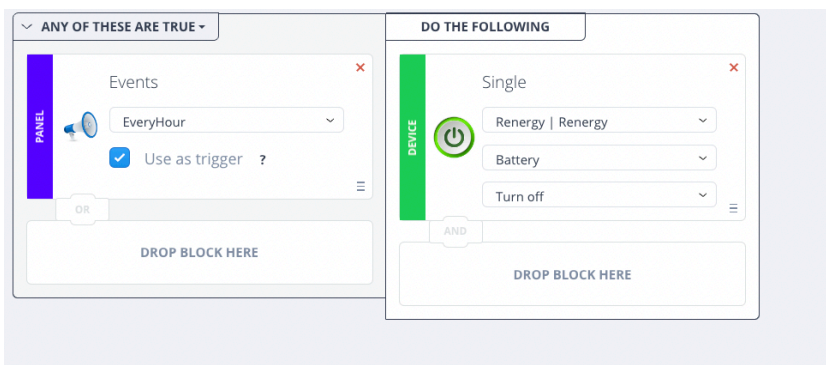 ANY OF THESE ARE TRUE
DO THE FOLLOWING
PANEL
Events
EveryHour
Use as trigger ?
OR
DROP BLOCK HERE
DEVICE
Single
Renergy | Renergy
Battery
Turn off
AND
DROP BLOCK HERE